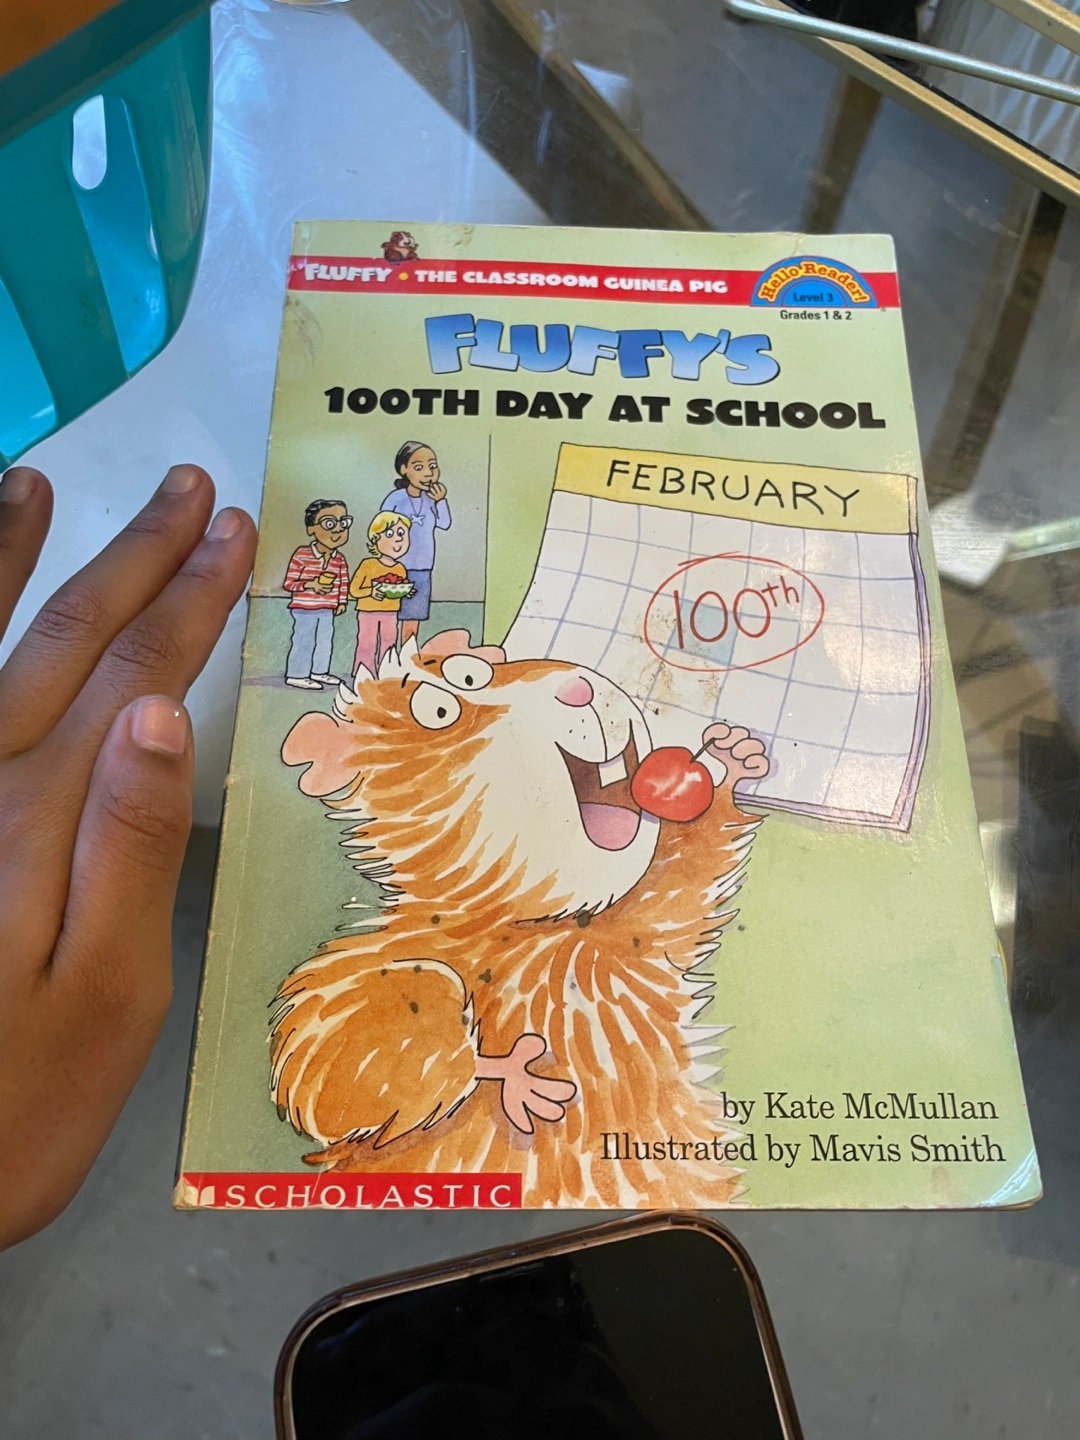 FLUFFY • THE CLASSROOM GUINEA PIG
Hello Reader!
Level 3
Grades 1 & 2
FLUFFY'S
100TH DAY AT SCHOOL
FEBRUARY
100th
by Kate McMullan
Illustrated by Mavis Smith
SCHOLASTIC